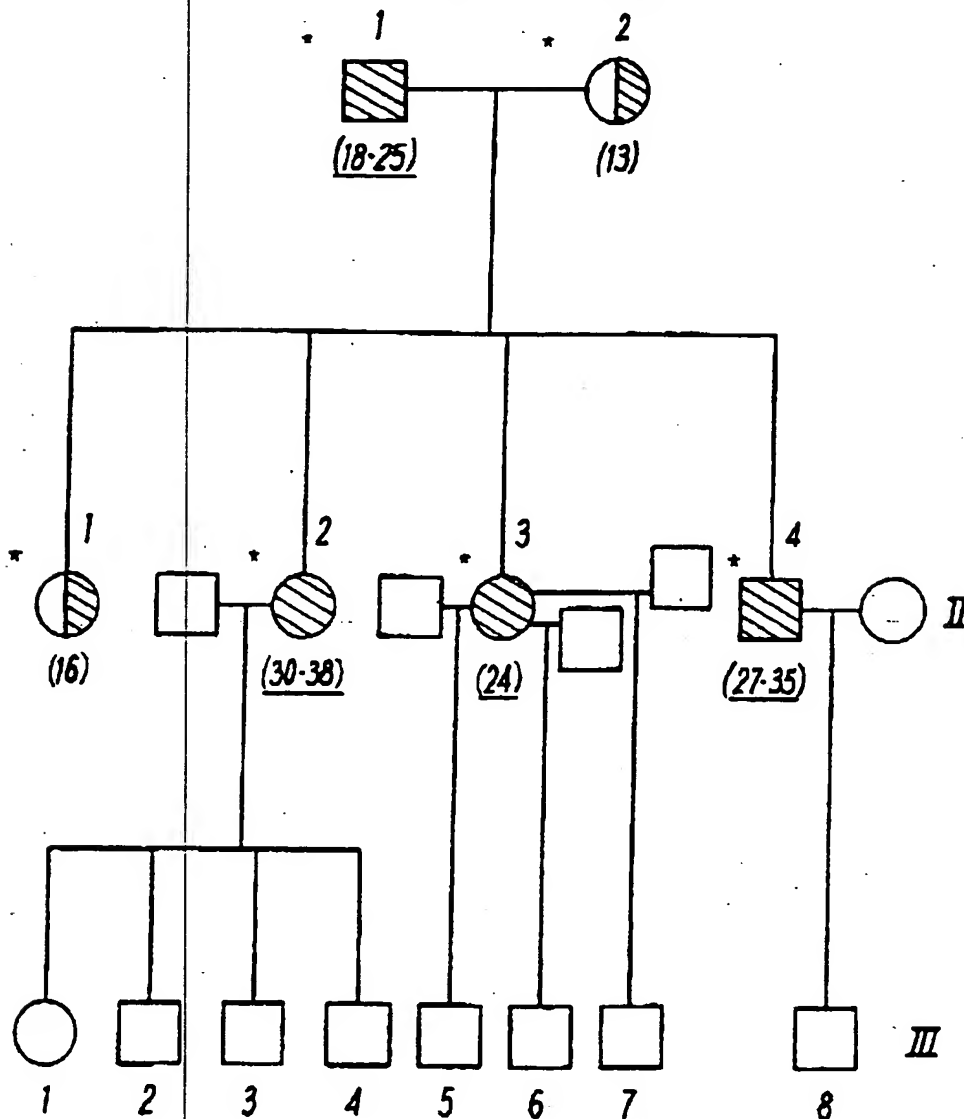 * 1 * 2
(18-25) (13)
* 1 * 2 * 3 * 4
II
(16) (30-38) (24) (27-35)
III
1 2 3 4 5 6 7 8